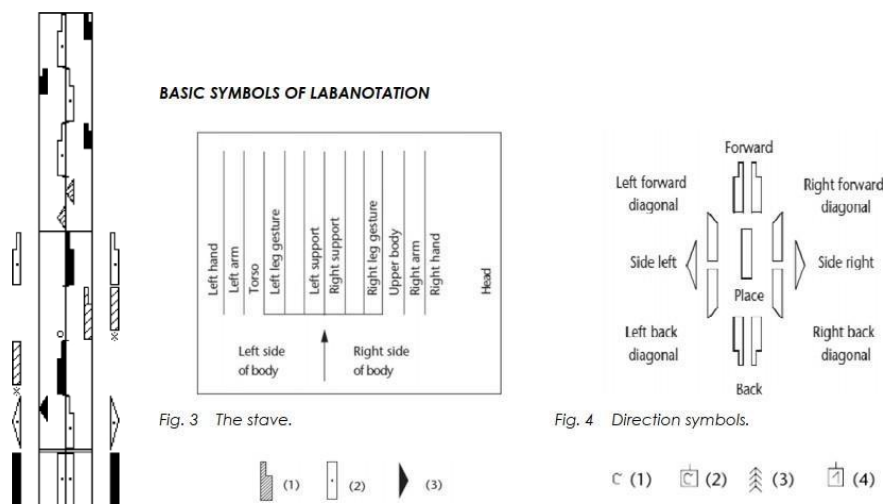 BASIC SYMBOLS OF LABANOTATION
Left hand
Left arm
Torso
Left leg gesture
Left support
Right support
Right leg gesture
Upper body
Right arm
Right hand
Head
Left side
of body
Right side
of body
Fig. 3 The stave.
Forward
Left forward
diagonal
Right forward
diagonal
Side left
Side right
Place
Left back
diagonal
Right back
diagonal
Back
Fig. 4 Direction symbols.
(1) (2) (3)
(1) (2) (3) (4)